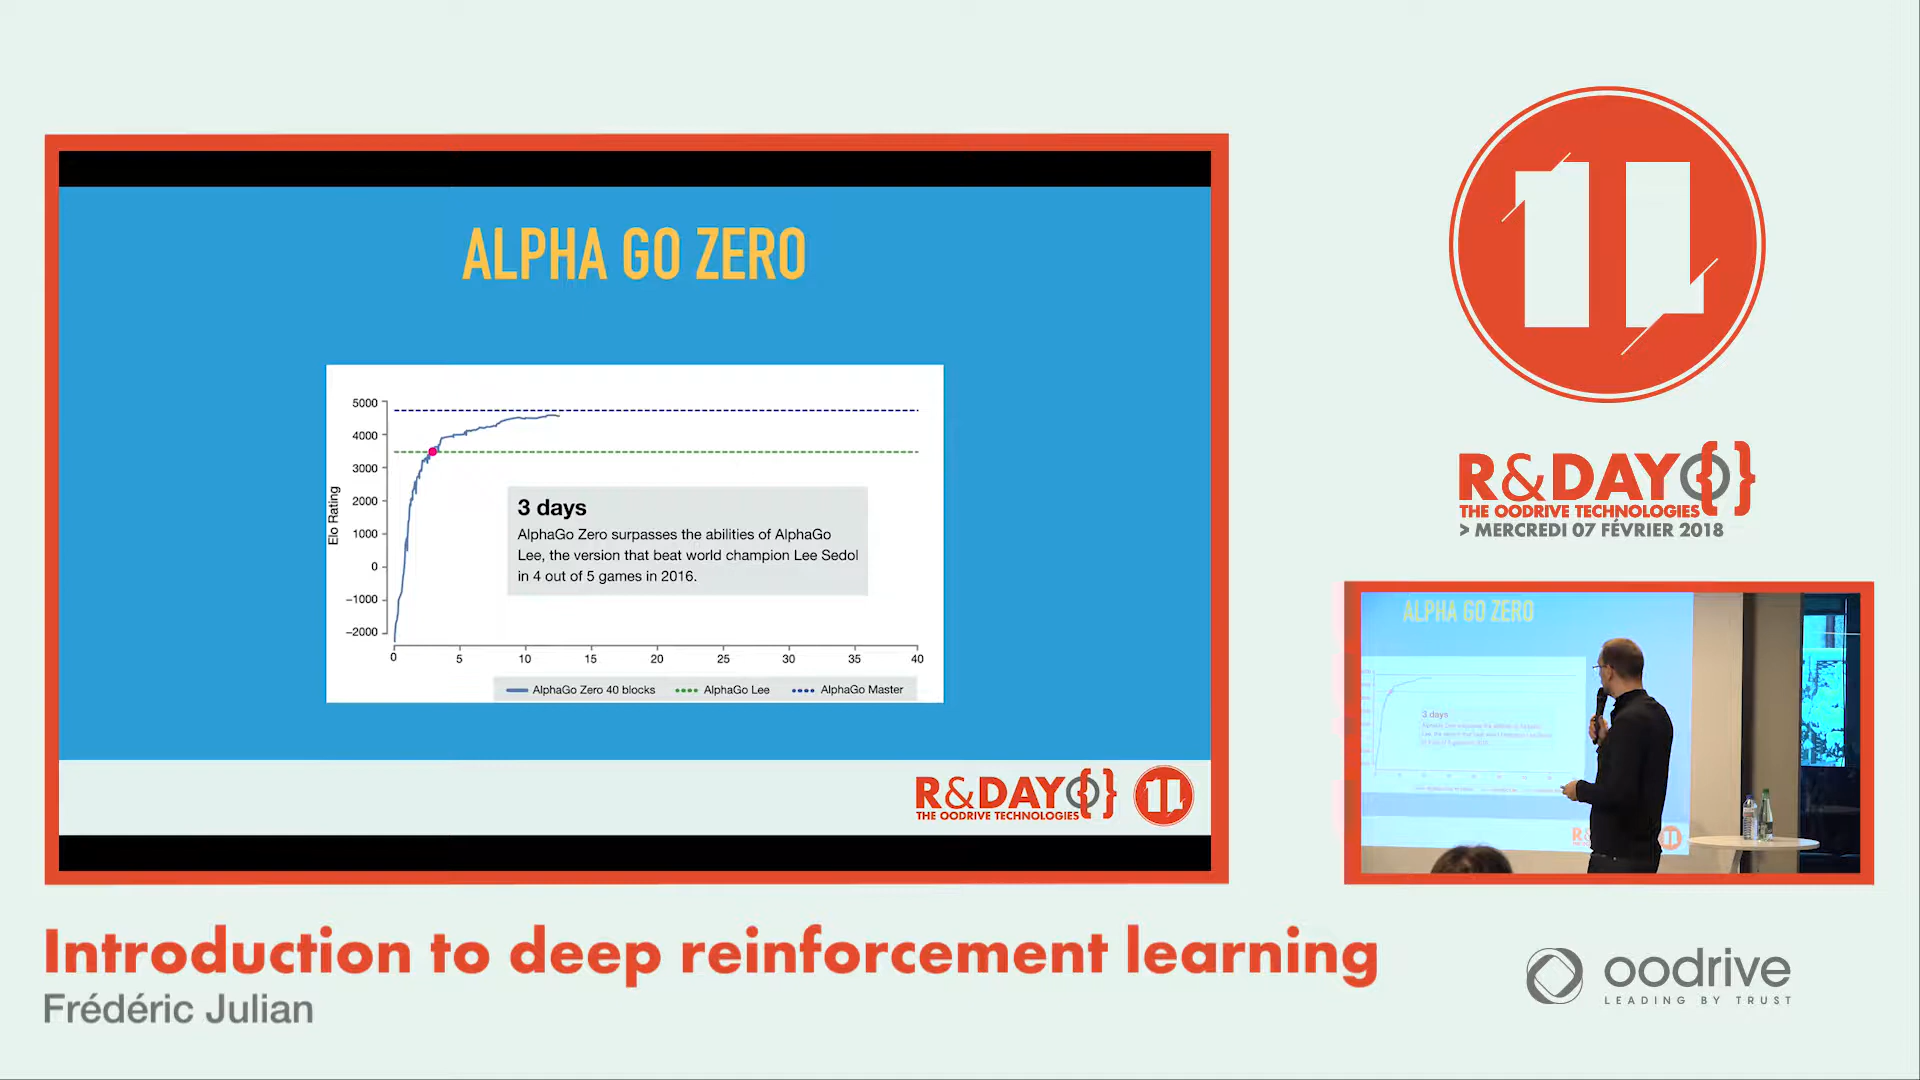 ALPHA GO ZERO
5000
4000
3000
2000
1000
0
−1000
−2000
Elo Rating
3 days
AlphaGo Zero surpasses the abilities of AlphaGo
Lee, the version that beat world champion Lee Sedol
in 4 out of 5 games in 2016.
0 5 10 15 20 25 30 35 40
AlphaGo Zero 40 blocks AlphaGo Lee AlphaGo Master
R&DAY{}
THE OODRIVE TECHNOLOGIES
11
11
R&DAY{}
THE OODRIVE TECHNOLOGIES
> MERCREDI 07 FÉVRIER 2018
ALPHA GO ZERO
3 days
Introduction to deep reinforcement learning
Frédéric Julian
oodrive
LEADING BY TRUST